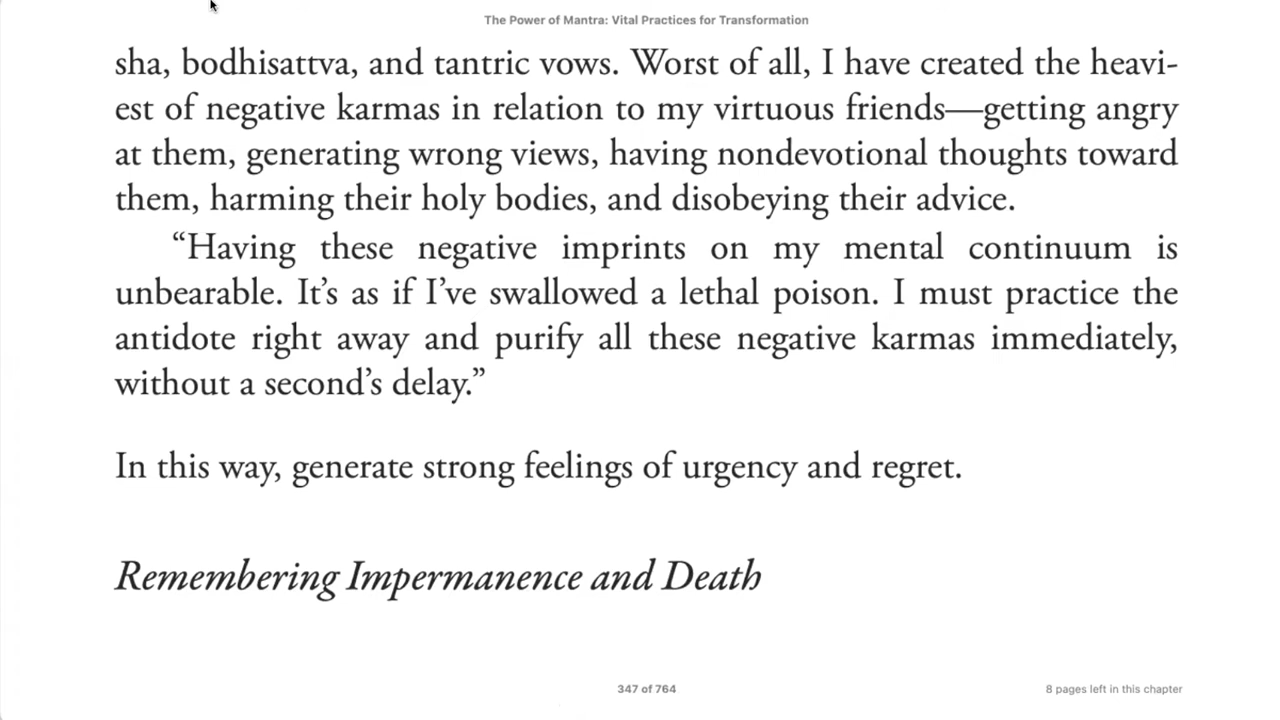 The Power of Mantra: Vital Practices for Transformation
sha, bodhisattva, and tantric vows. Worst of all, I have created the heavi-
est of negative karmas in relation to my virtuous friends—getting angry
at them, generating wrong views, having nondevotional thoughts toward
them, harming their holy bodies, and disobeying their advice.
“Having these negative imprints on my mental continuum is
unbearable. It’s as if I’ve swallowed a lethal poison. I must practice the
antidote right away and purify all these negative karmas immediately,
without a second’s delay.”
In this way, generate strong feelings of urgency and regret.
Remembering Impermanence and Death
347 of 764
8 pages left in this chapter